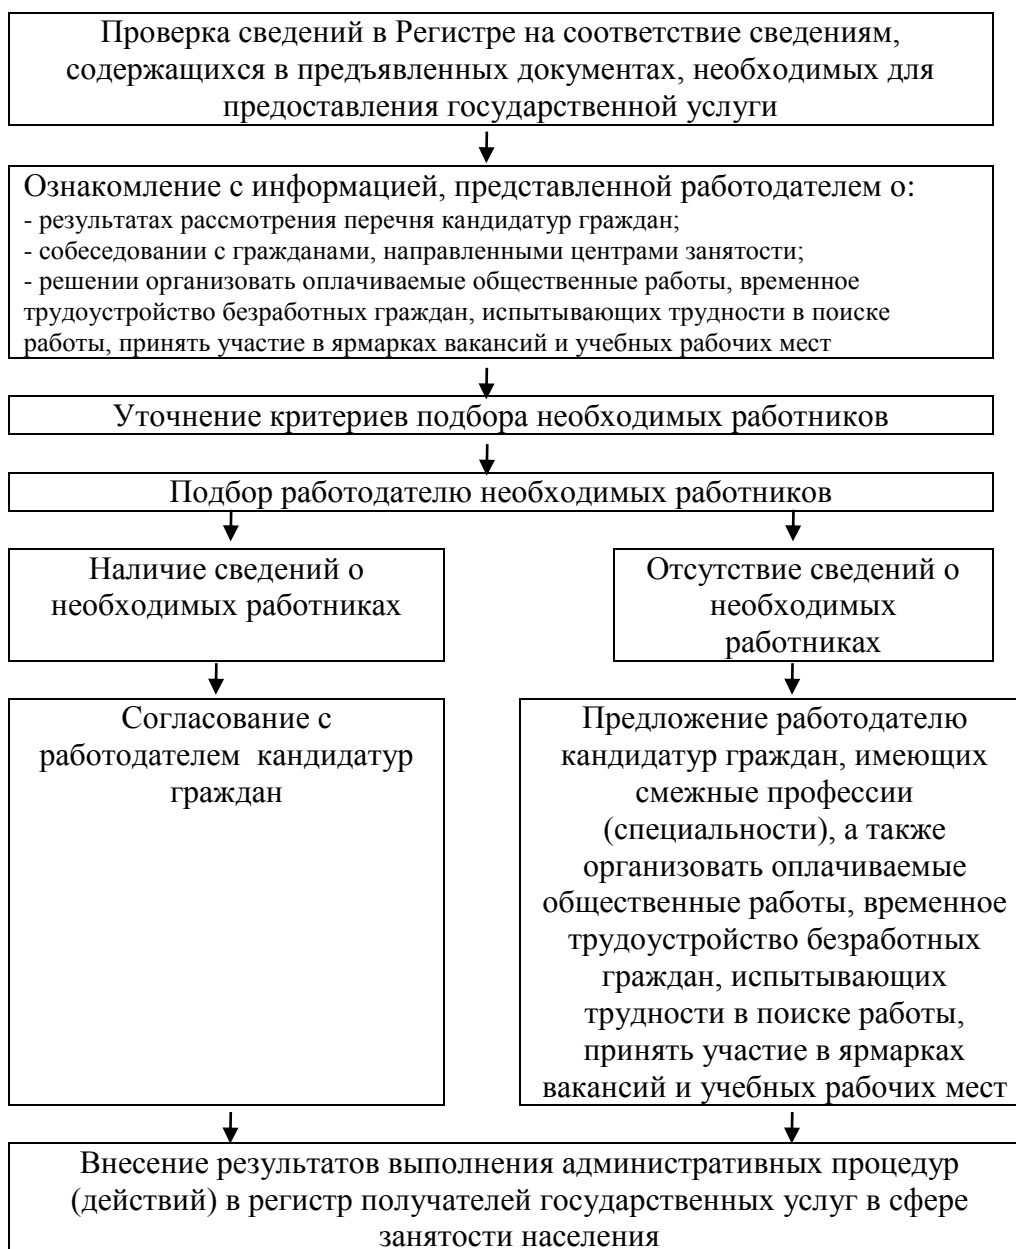 Проверка сведений в Регистре на соответствие сведениям,
содержащихся в предъявленных документах, необходимых для
предоставления государственной услуги
Ознакомление с информацией, представленной работодателем о:
- результатах рассмотрения перечня кандидатур граждан;
- собеседовании с гражданами, направленными центрами занятости;
- решении организовать оплачиваемые общественные работы, временное
трудоустройство безработных граждан, испытывающих трудности в поиске
работы, принять участие в ярмарках вакансий и учебных рабочих мест
Уточнение критериев подбора необходимых работников
Подбор работодателю необходимых работников
Наличие сведений о
необходимых работниках
Отсутствие сведений о
необходимых
работниках
Согласование с
работодателем  кандидатур
граждан
Предложение работодателю
кандидатур граждан, имеющих
смежные профессии
(специальности), а также
организовать оплачиваемые
общественные работы, временное
трудоустройство безработных
граждан, испытывающих
трудности в поиске работы,
принять участие в ярмарках
вакансий и учебных рабочих мест
Внесение результатов выполнения административных процедур
(действий) в регистр получателей государственных услуг в сфере
занятости населения